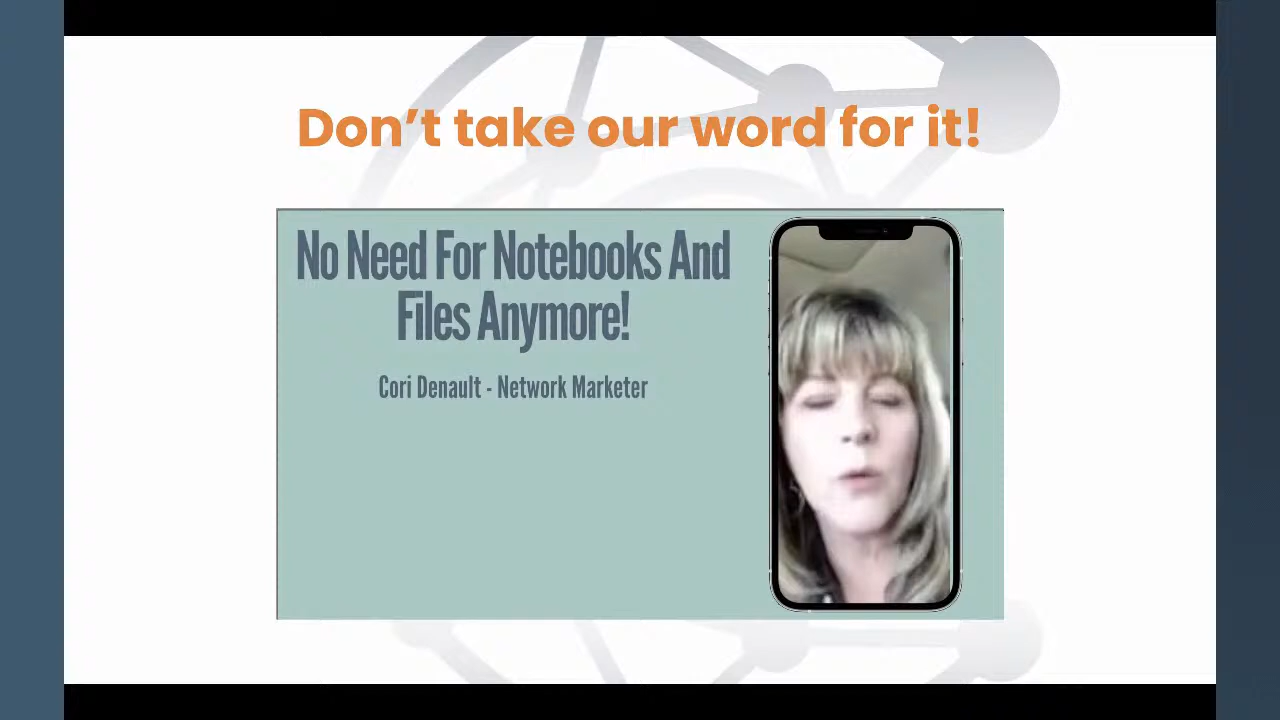 Don’t take our word for it!
No Need For Notebooks And
Files Anymore!
Cori Denault - Network Marketer